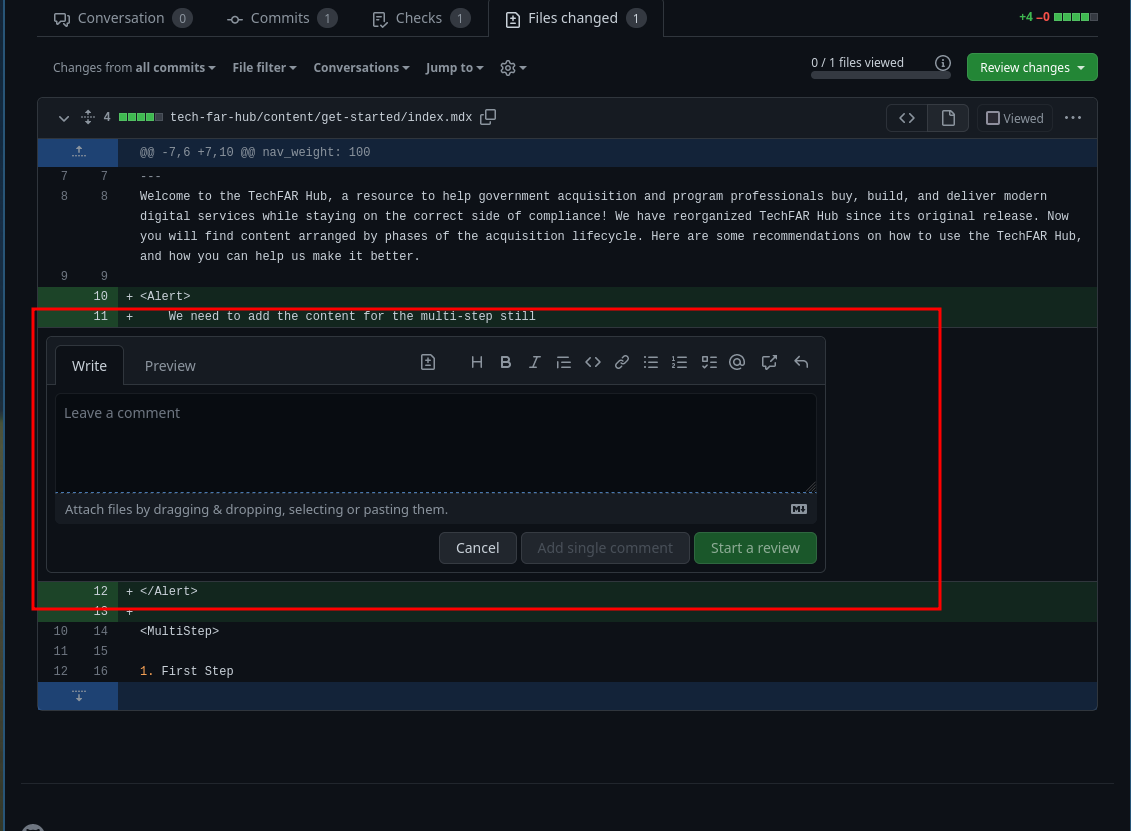 Conversation 0 Commits 1 Checks 1 Files changed 1 +4 −0
Changes from all commits File filter Conversations Jump to 0 / 1 files viewed Review changes
4 tech-far-hub/content/get-started/index.mdx Viewed
@@ -7,6 +7,10 @@ nav_weight: 100
7 7 ---
8 8 Welcome to the TechFAR Hub, a resource to help government acquisition and program professionals buy, build, and deliver modern
digital services while staying on the correct side of compliance! We have reorganized TechFAR Hub since its original release. Now
you will find content arranged by phases of the acquisition lifecycle. Here are some recommendations on how to use the TechFAR Hub,
and how you can help us make it better.
9 9
10 + <Alert>
11 + We need to add the content for the multi-step still
Write Preview
Leave a comment
Attach files by dragging & dropping, selecting or pasting them.
Cancel Add single comment Start a review
12 + </Alert>
13 +
10 14 <MultiStep>
11 15
12 16 1. First Step